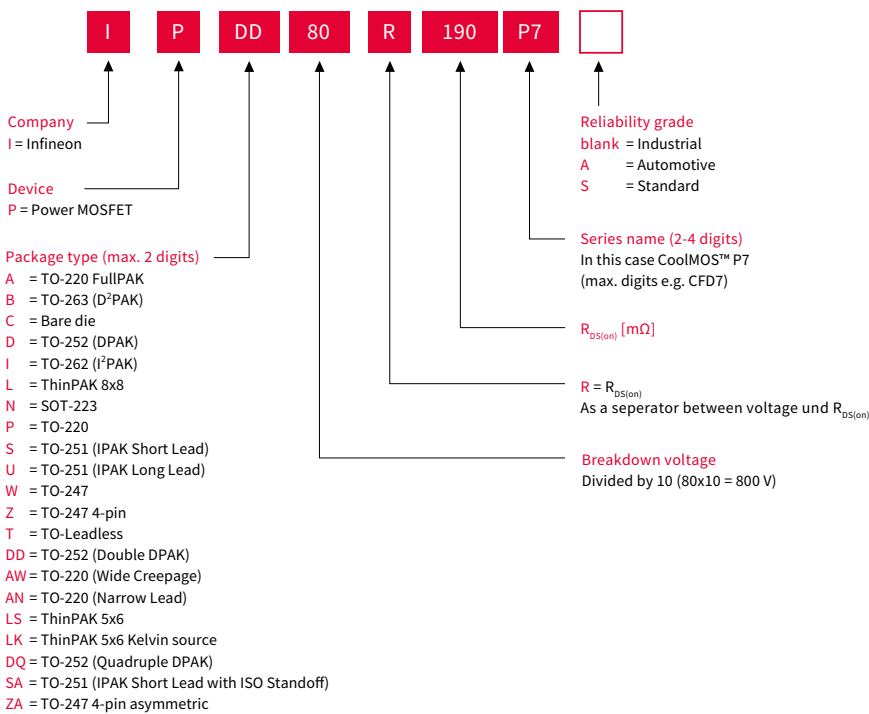 I P DD 80 R 190 P7
Company
I = Infineon
Device
P = Power MOSFET
Package type (max. 2 digits)
A = TO-220 FullPAK
B = TO-263 (D²PAK)
C = Bare die
D = TO-252 (DPAK)
I = TO-262 (I²PAK)
L = ThinPAK 8x8
N = SOT-223
P = TO-220
S = TO-251 (IPAK Short Lead)
U = TO-251 (IPAK Long Lead)
W = TO-247
Z = TO-247 4-pin
T = TO-Leadless
DD = TO-252 (Double DPAK)
AW = TO-220 (Wide Creepage)
AN = TO-220 (Narrow Lead)
LS = ThinPAK 5x6
LK = ThinPAK 5x6 Kelvin source
DQ = TO-252 (Quadruple DPAK)
SA = TO-251 (IPAK Short Lead with ISO Standoff)
ZA = TO-247 4-pin asymmetric
Reliability grade
blank = Industrial
A = Automotive
S = Standard
Series name (2-4 digits)
In this case CoolMOS™ P7
(max. digits e.g. CFD7)
RDS(on) [mΩ]
R = RDS(on)
As a seperator between voltage und RDS(on)
Breakdown voltage
Divided by 10 (80x10 = 800 V)